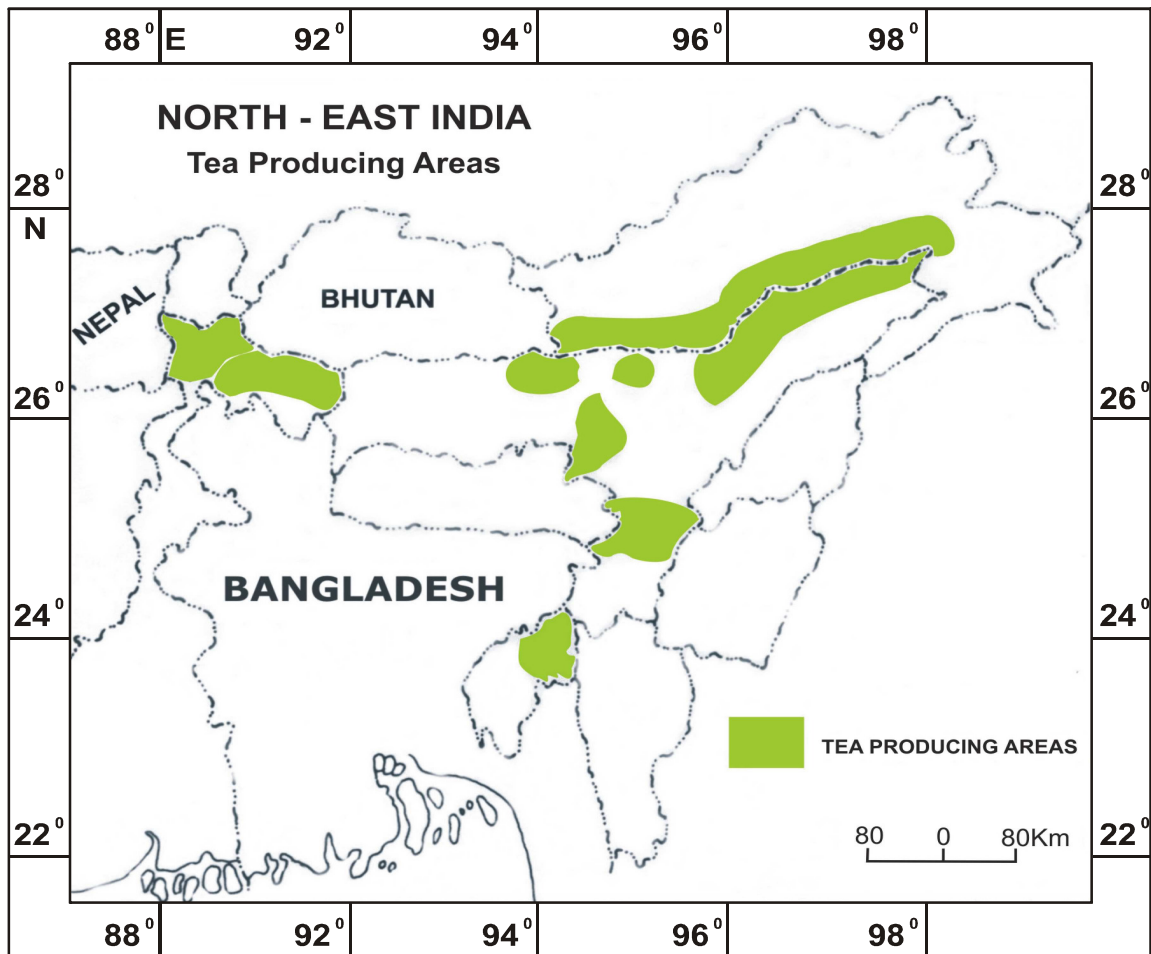 88⁰ E 92⁰ 94⁰ 96⁰ 98⁰
NORTH - EAST INDIA
Tea Producing Areas
28⁰ 28⁰
N
NEPAL BHUTAN
26⁰ 26⁰
BANGLADESH
24⁰ 24⁰
TEA PRODUCING AREAS
22⁰ 22⁰
80 0 80Km
88⁰ 92⁰ 94⁰ 96⁰ 98⁰